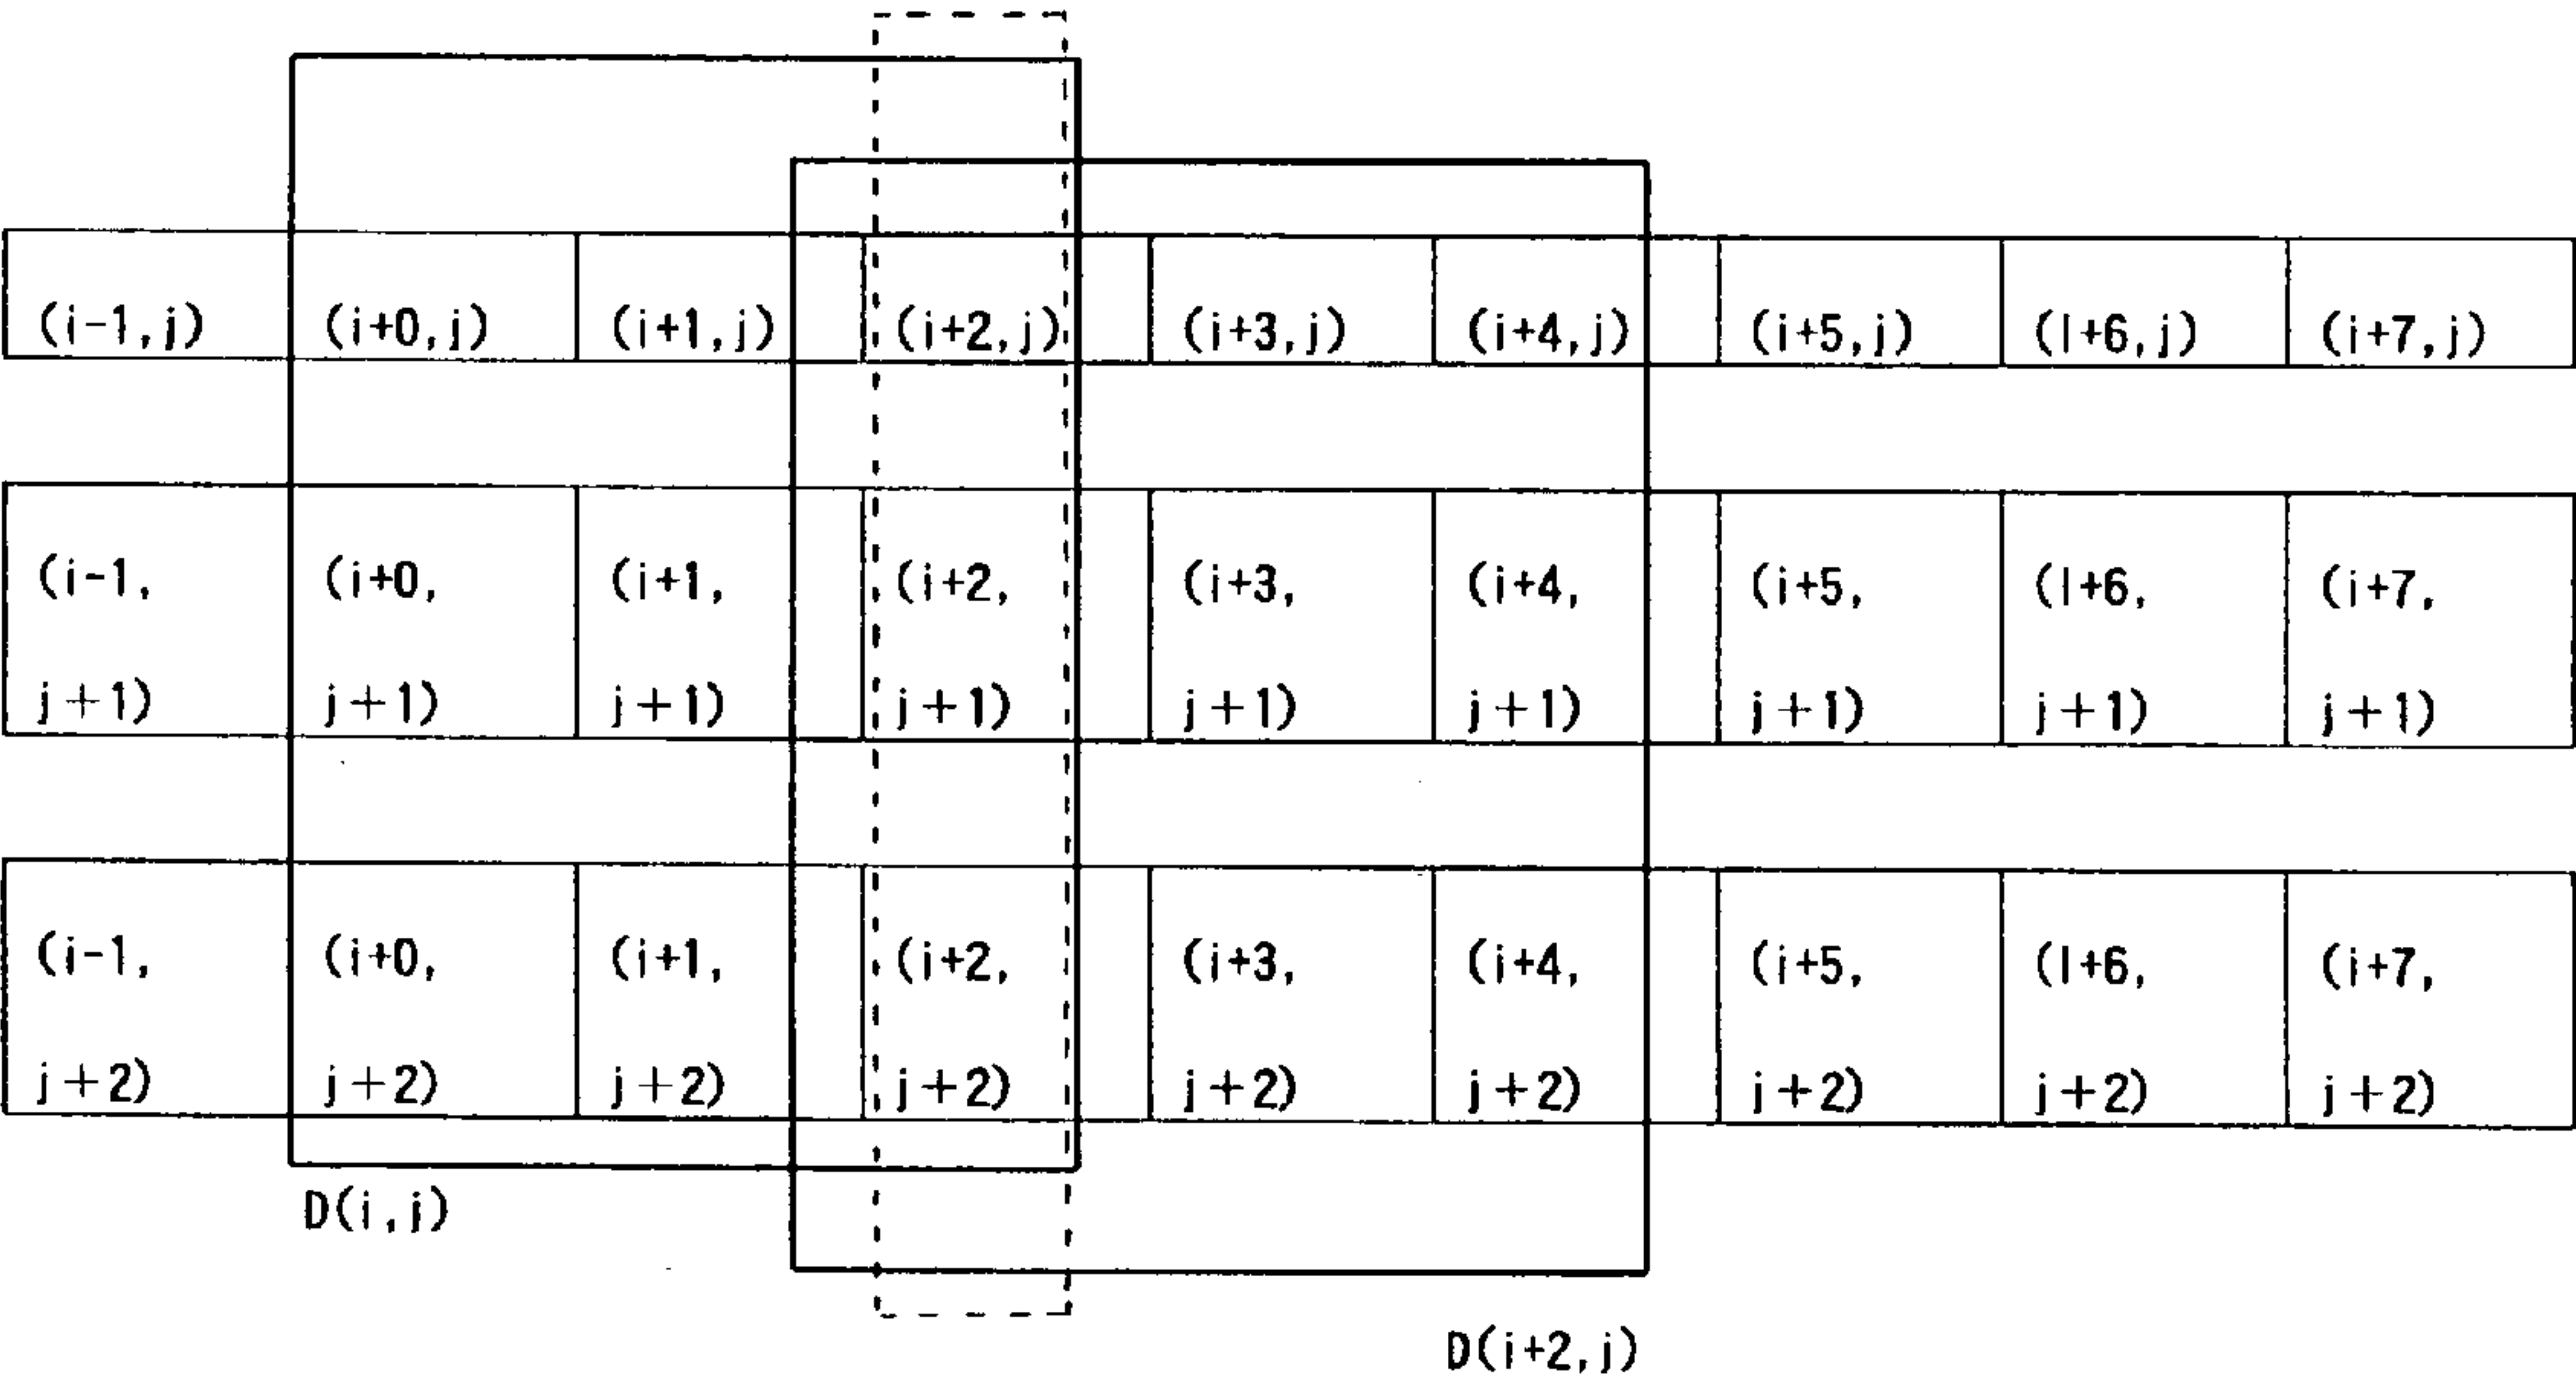 (i-1,j) (i+0,j) (i+1,j) (i+2,j) (i+3,j) (i+4,j) (i+5,j) (l+6,j) (i+7,j)
(i-1, (i+0, (i+1, (i+2, (i+3, (i+4, (i+5, (l+6, (i+7,
j+1) j+1) j+1) j+1) j+1) j+1) j+1) j+1) j+1)
(i-1, (i+0, (i+1, (i+2, (i+3, (i+4, (i+5, (l+6, (i+7,
j+2) j+2) j+2) j+2) j+2) j+2) j+2) j+2) j+2)
D(i,j)
D(i+2,j)